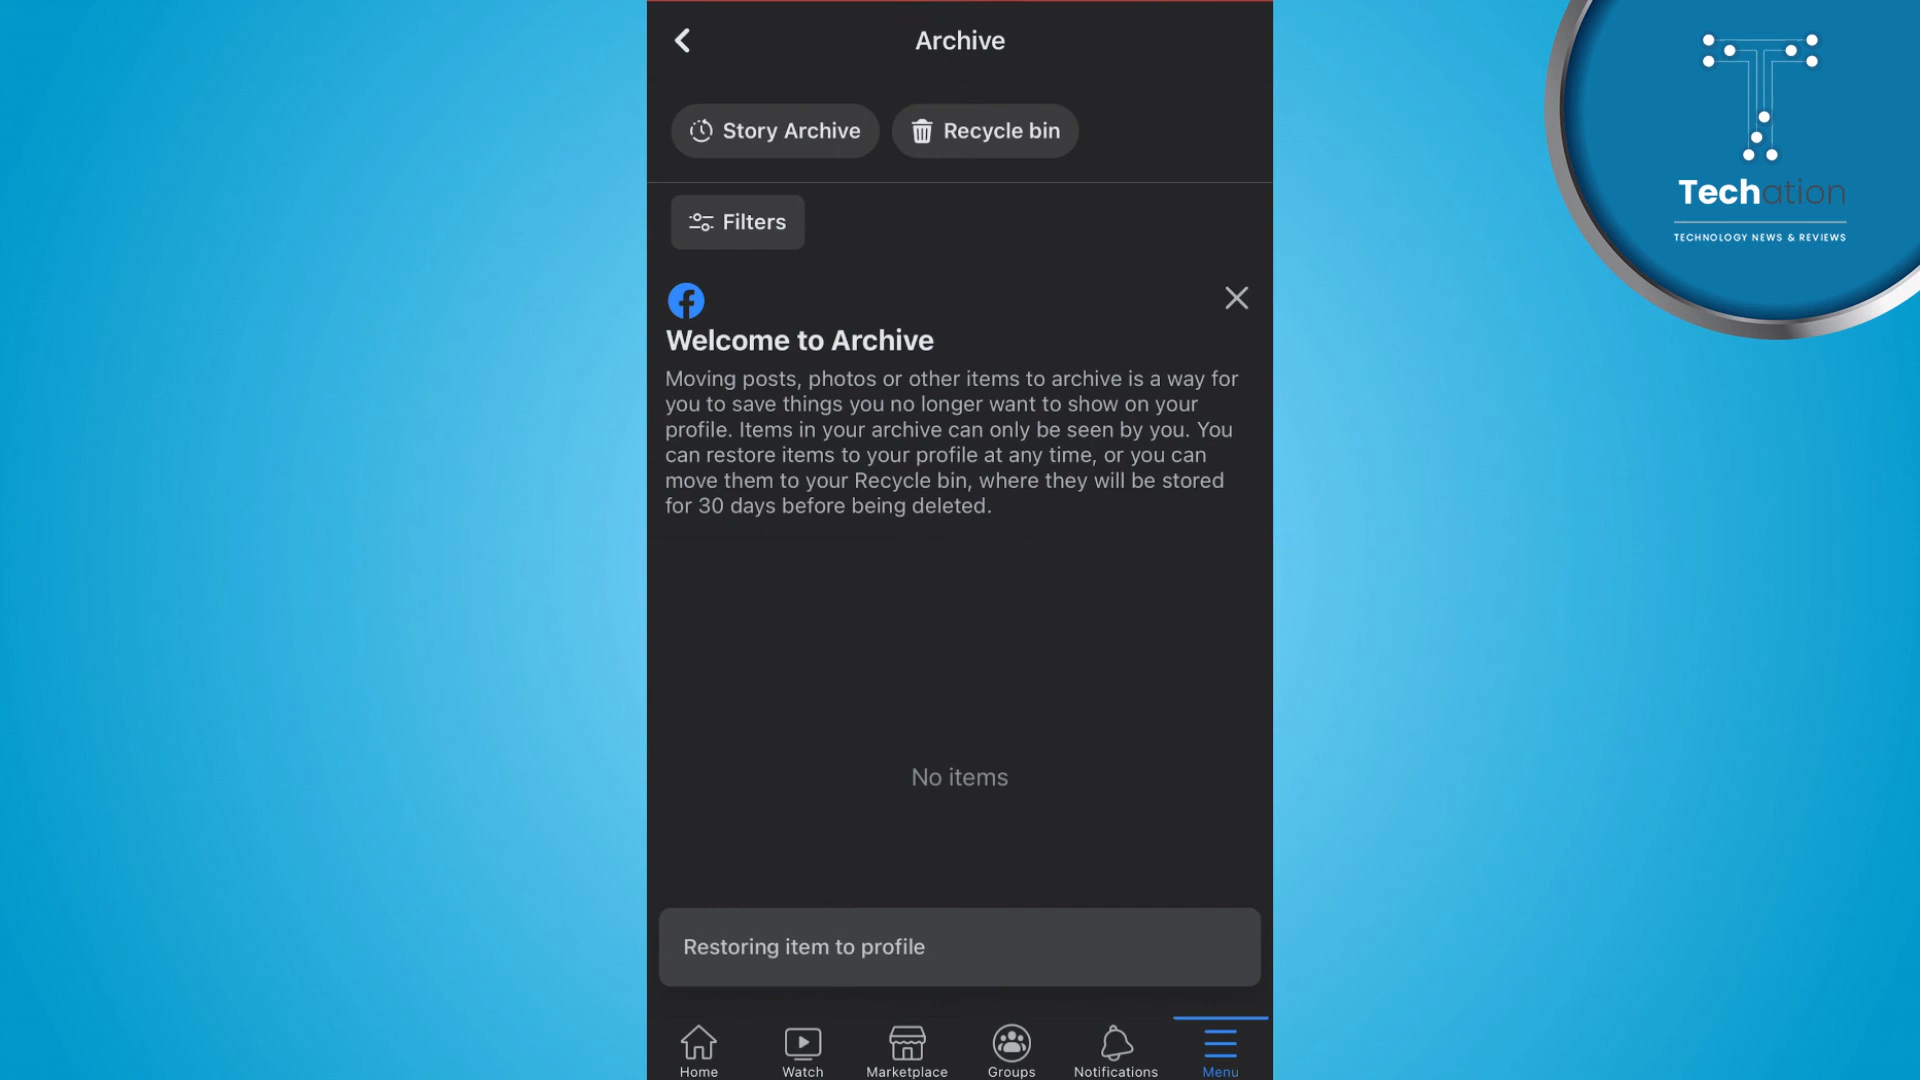 Archive
Story Archive
Recycle bin
Filters
Welcome to Archive
Moving posts, photos or other items to archive is a way for
you to save things you no longer want to show on your
profile. Items in your archive can only be seen by you. You
can restore items to your profile at any time, or you can
move them to your Recycle bin, where they will be stored
for 30 days before being deleted.
No items
Restoring item to profile
Home
Watch
Marketplace
Groups
Notifications
Menu
Techation
TECHNOLOGY NEWS & REVIEWS